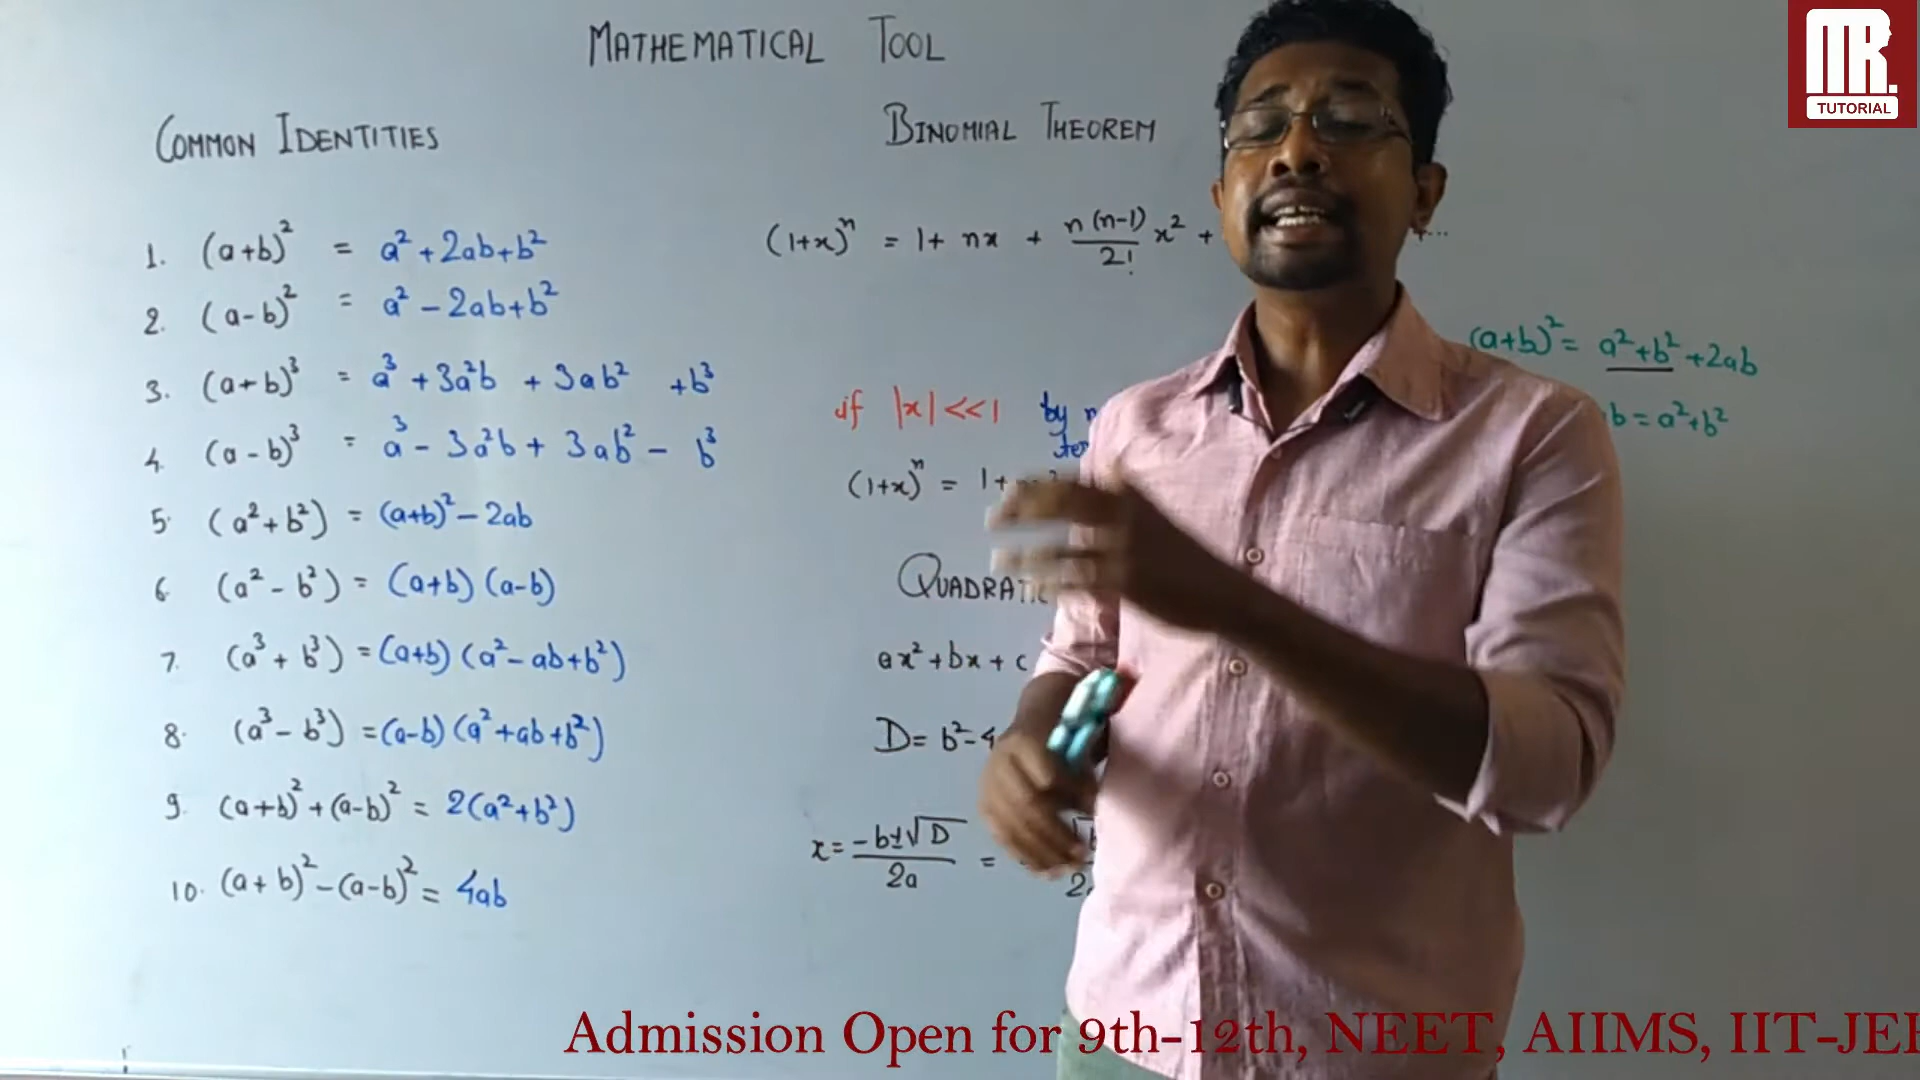 MATHEMATICAL TOOL
COMMON IDENTITIES
1. (a+b)² = a² + 2ab + b²
2. (a-b)² = a² - 2ab + b²
3. (a+b)³ = a³ + 3a²b + 3ab² + b³
4. (a-b)³ = a³ - 3a²b + 3ab² - b³
5. (a² + b²) = (a+b)² - 2ab
6. (a² - b²) = (a+b) (a-b)
7. (a³ + b³) = (a+b) (a² - ab + b²)
8. (a³ - b³) = (a-b) (a² + ab + b²)
9. (a+b)² + (a-b)² = 2(a² + b²)
10. (a+b)² - (a-b)² = 4ab
BINOMIAL THEOREM
(1+x)ⁿ = 1 + nx + n(n-1)/2! x² + +...
if |x| << 1 by
(1+x)ⁿ = 1 +
ax² + bx + c
D = b² - 4
x = -b±√D/2a =
(a+b)² = a² + b² + 2ab
b = a² + b²
IIR.
TUTORIAL
Admission Open for 9th-12th, NEET, AIIMS, IIT-JEE